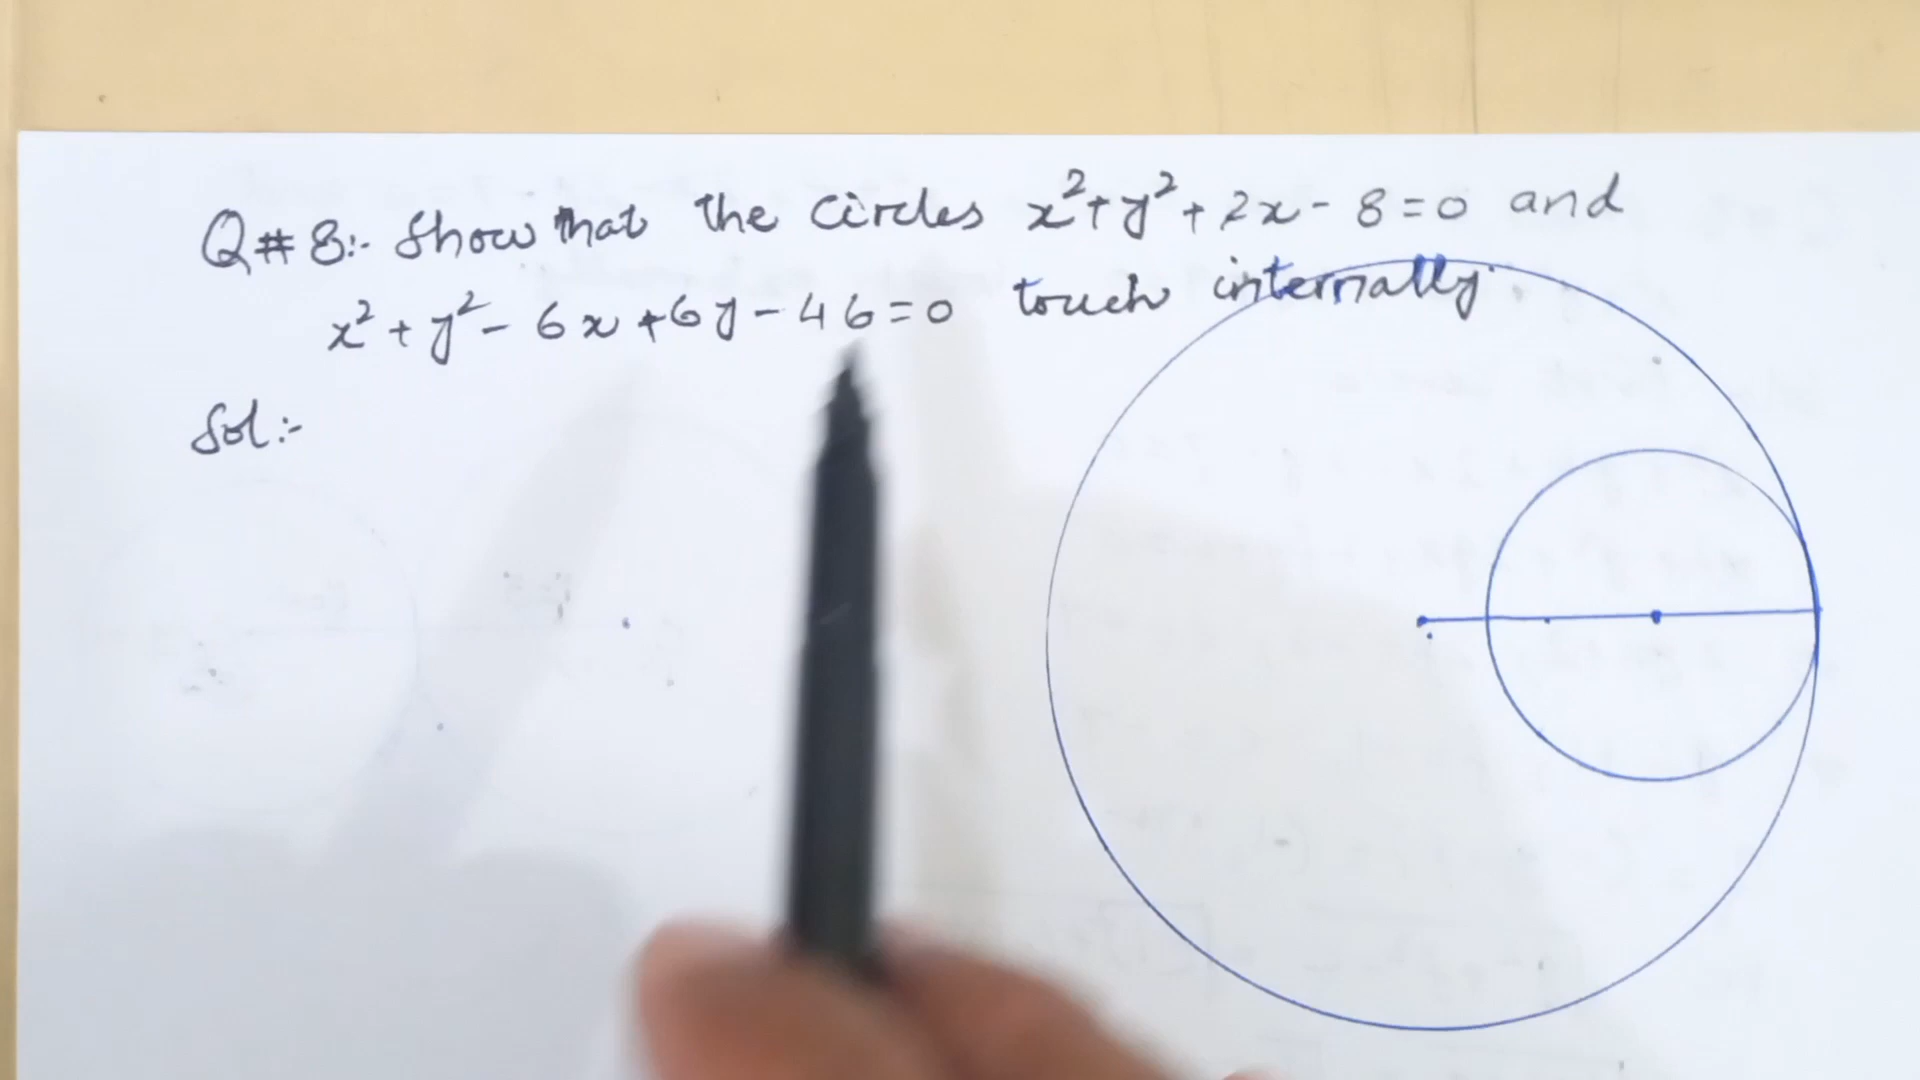 Q#8:- Show that the circles x²+y²+2x-8=0 and
x²+y²-6x+6y-46=0 touch internally.
Sol:-